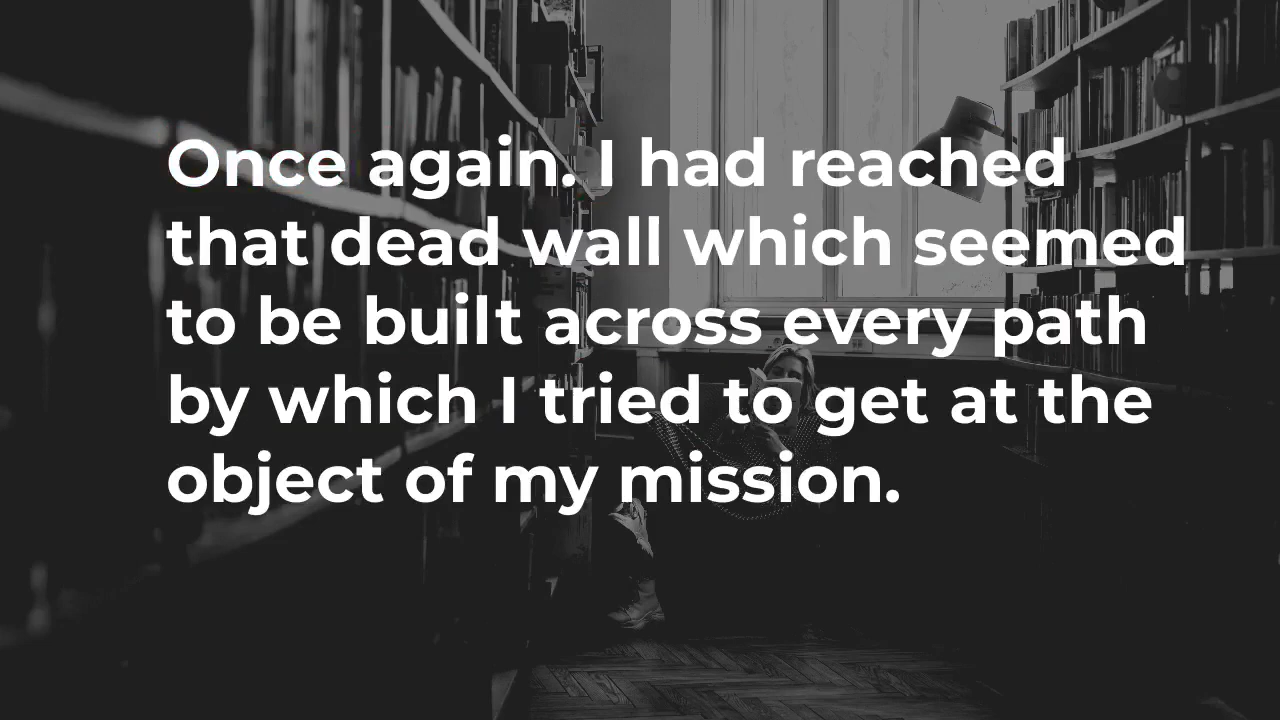 Once again. I had reached
that dead wall which seemed
to be built across every path
by which I tried to get at the
object of my mission.